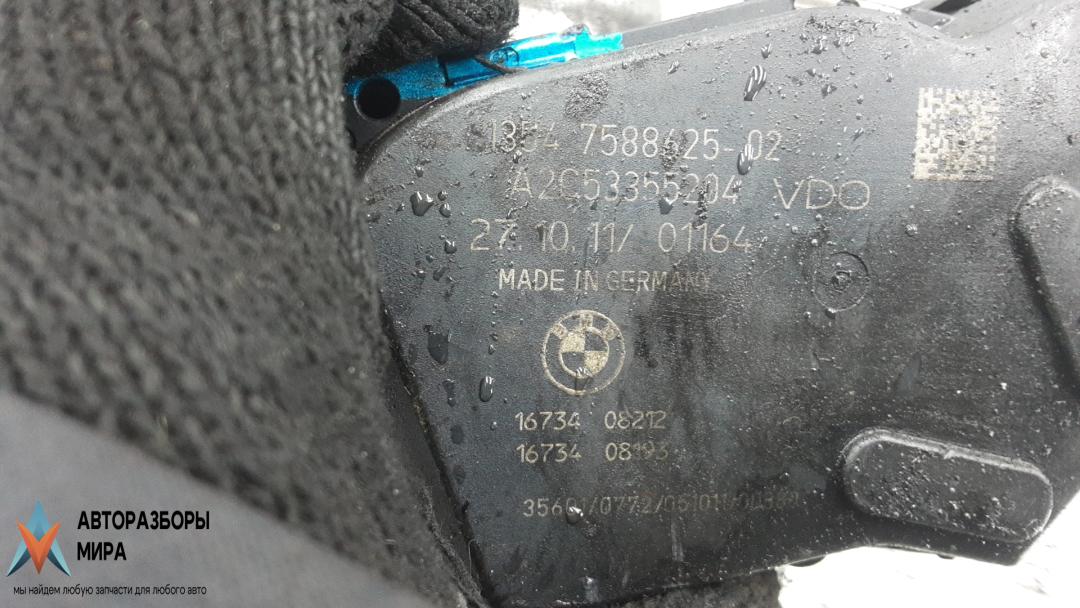 1354 7588625-02
A2C53355204 VDO
27. 10. 11/ 01164
MADE IN GERMANY
BMW
16734 08212
16734 08193
АВТОРАЗБОРЫ
МИРА
мы найдем любую запчасти для любого авто